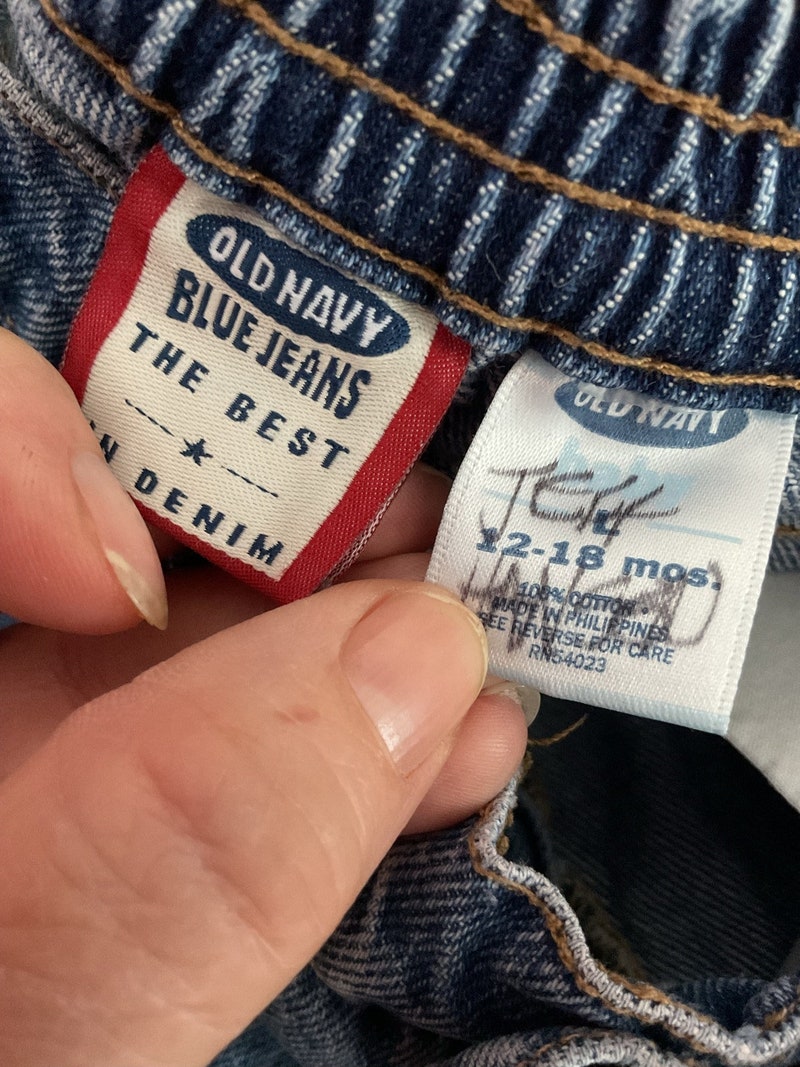 OLD NAVY
BLUE JEANS
THE BEST
N DENIM
OLD NAVY
baby
12-18 mos.
100% COTTON
MADE IN PHILIPPINES
SEE REVERSE FOR CARE
RN54023